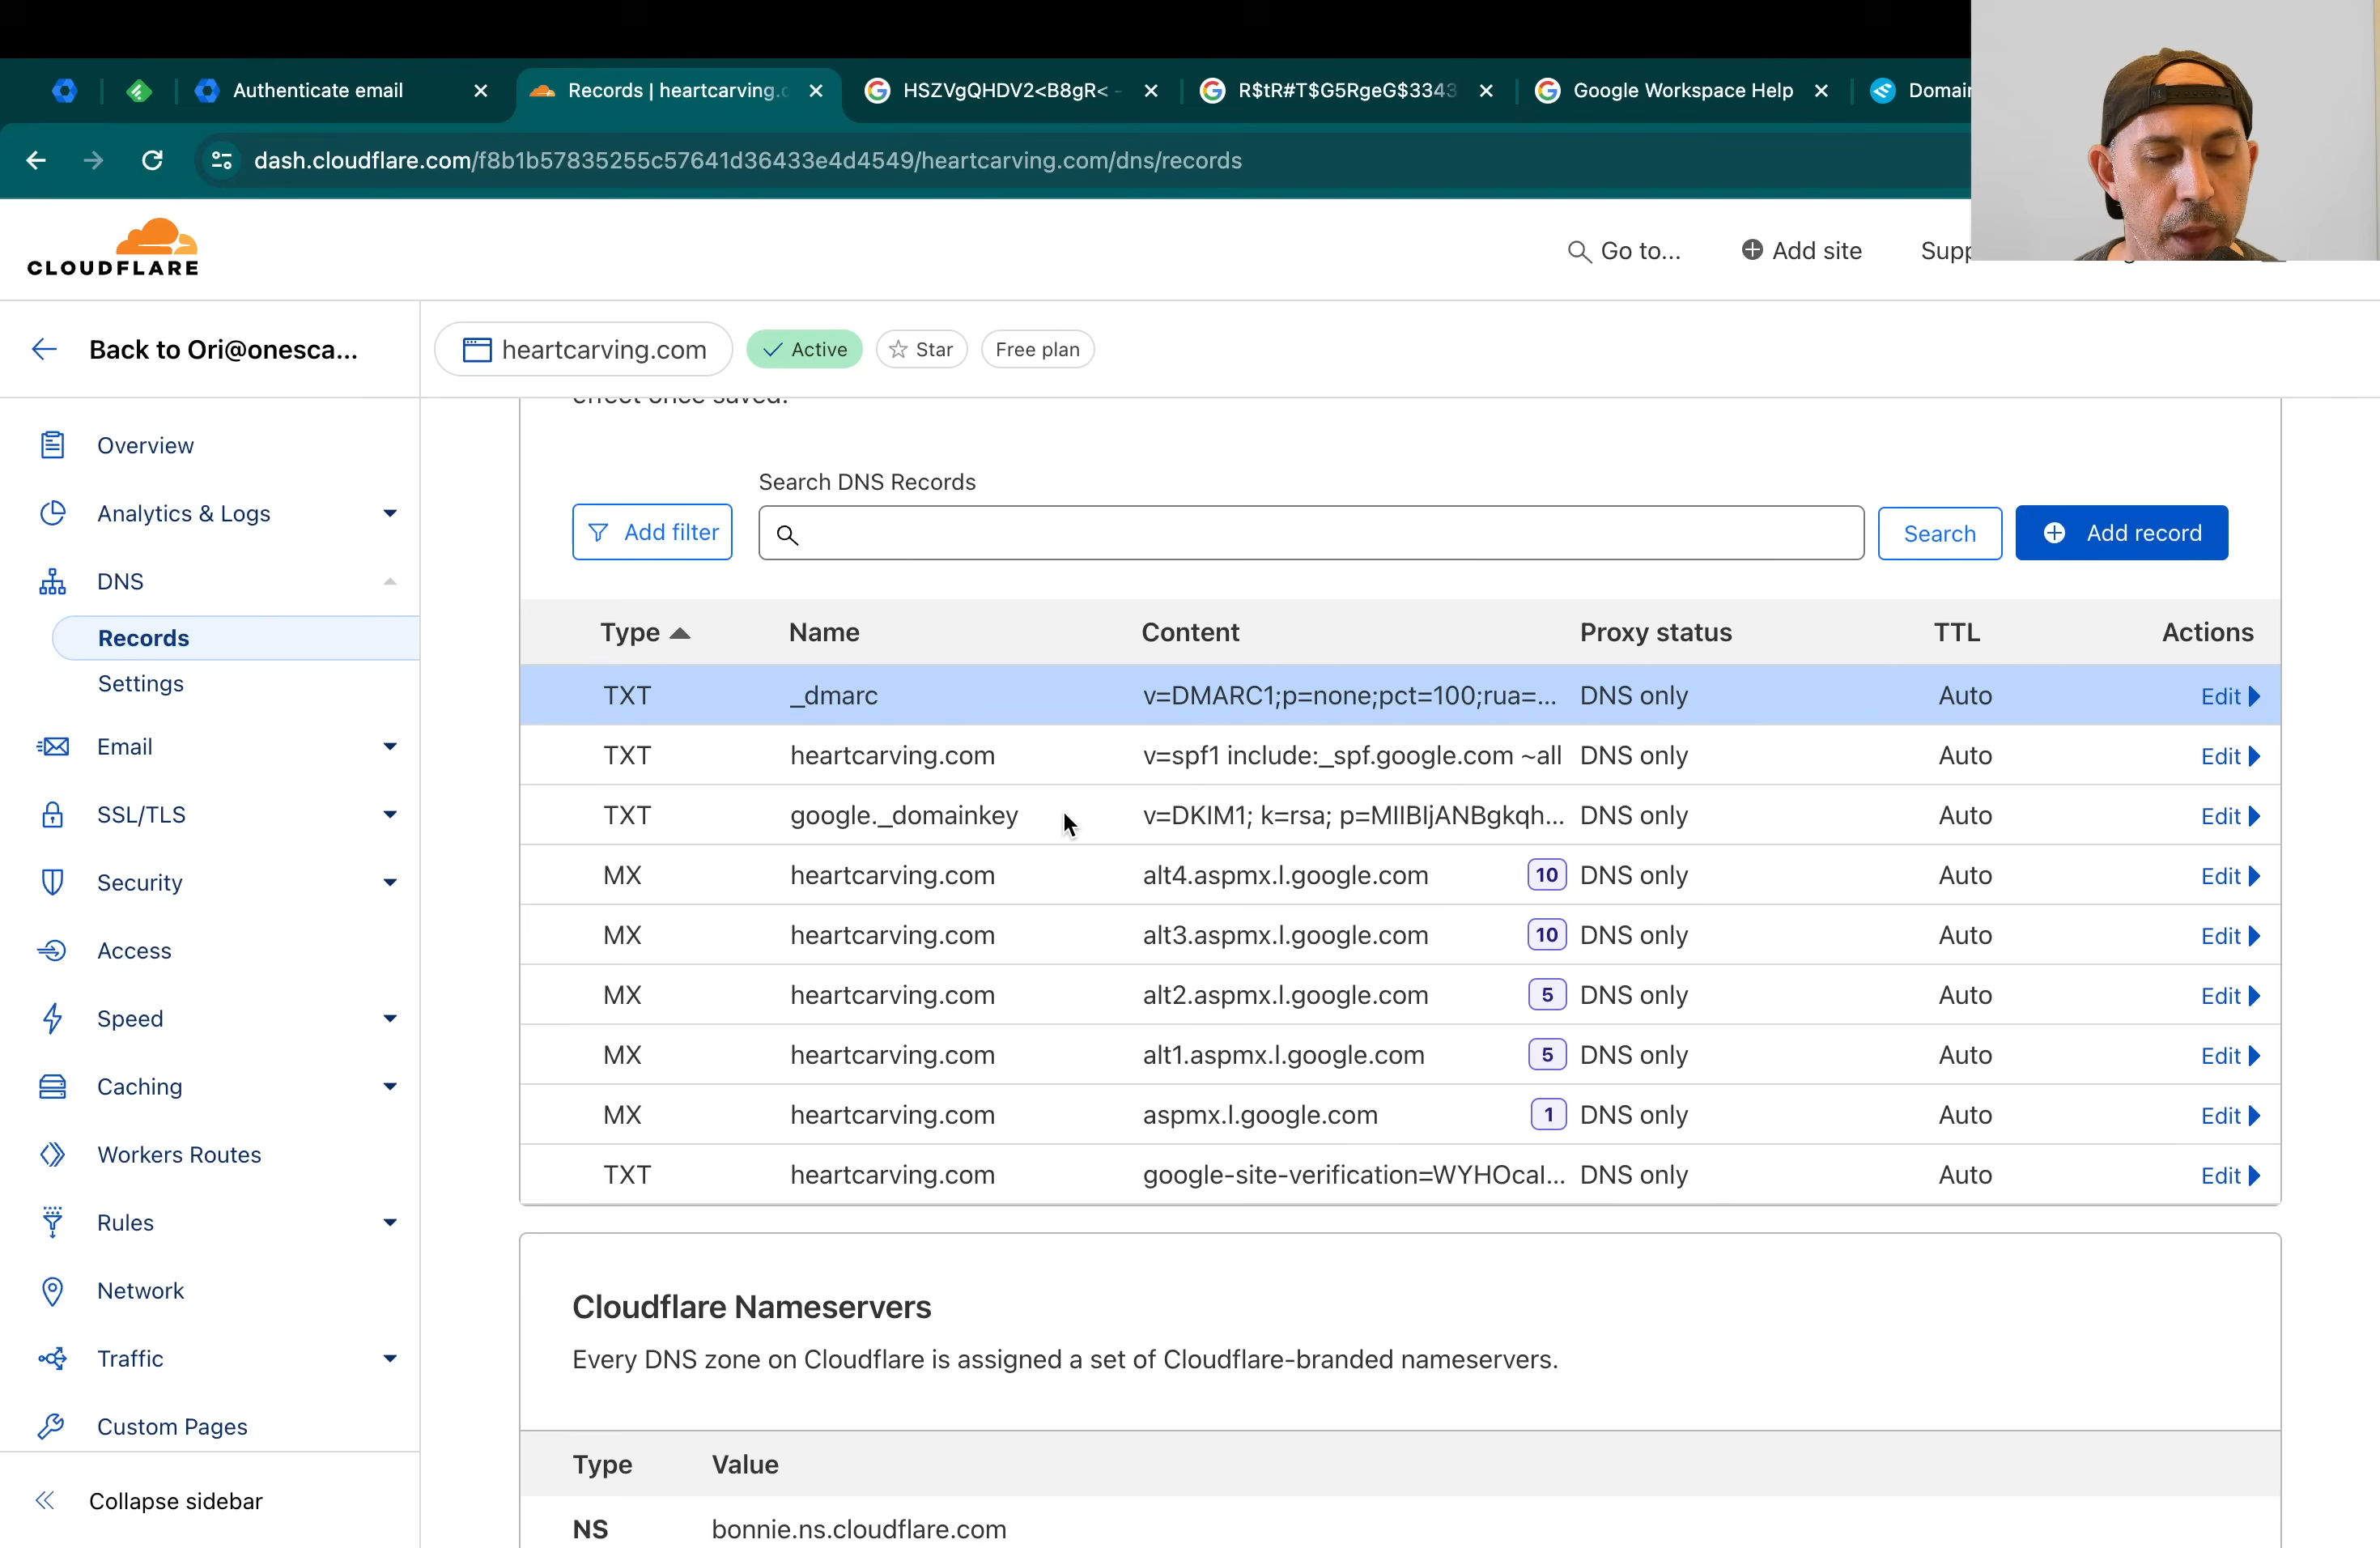 Authenticate email
Records | heartcarving.c
HSZVgQHDV2<B8gR< -
R$tR#T$G5RgeG$3343
Google Workspace Help
Domain
dash.cloudflare.com/f8b1b57835255c57641d36433e4d4549/heartcarving.com/dns/records
CLOUDFLARE
Go to...
Add site
Supp
Back to Ori@onesca...
heartcarving.com
Active
Star
Free plan
effect once saved.
Overview
Analytics & Logs
DNS
Records
Settings
Email
SSL/TLS
Security
Access
Speed
Caching
Workers Routes
Rules
Network
Traffic
Custom Pages
Collapse sidebar
Search DNS Records
Add filter
Search
Add record
Type Name Content Proxy status TTL Actions
TXT _dmarc v=DMARC1;p=none;pct=100;rua=... DNS only Auto Edit
TXT heartcarving.com v=spf1 include:_spf.google.com ~all DNS only Auto Edit
TXT google._domainkey v=DKIM1; k=rsa; p=MIIBIjANBgkqh... DNS only Auto Edit
MX heartcarving.com alt4.aspmx.l.google.com 10 DNS only Auto Edit
MX heartcarving.com alt3.aspmx.l.google.com 10 DNS only Auto Edit
MX heartcarving.com alt2.aspmx.l.google.com 5 DNS only Auto Edit
MX heartcarving.com alt1.aspmx.l.google.com 5 DNS only Auto Edit
MX heartcarving.com aspmx.l.google.com 1 DNS only Auto Edit
TXT heartcarving.com google-site-verification=WYHOcaI... DNS only Auto Edit
Cloudflare Nameservers
Every DNS zone on Cloudflare is assigned a set of Cloudflare-branded nameservers.
Type Value
NS bonnie.ns.cloudflare.com